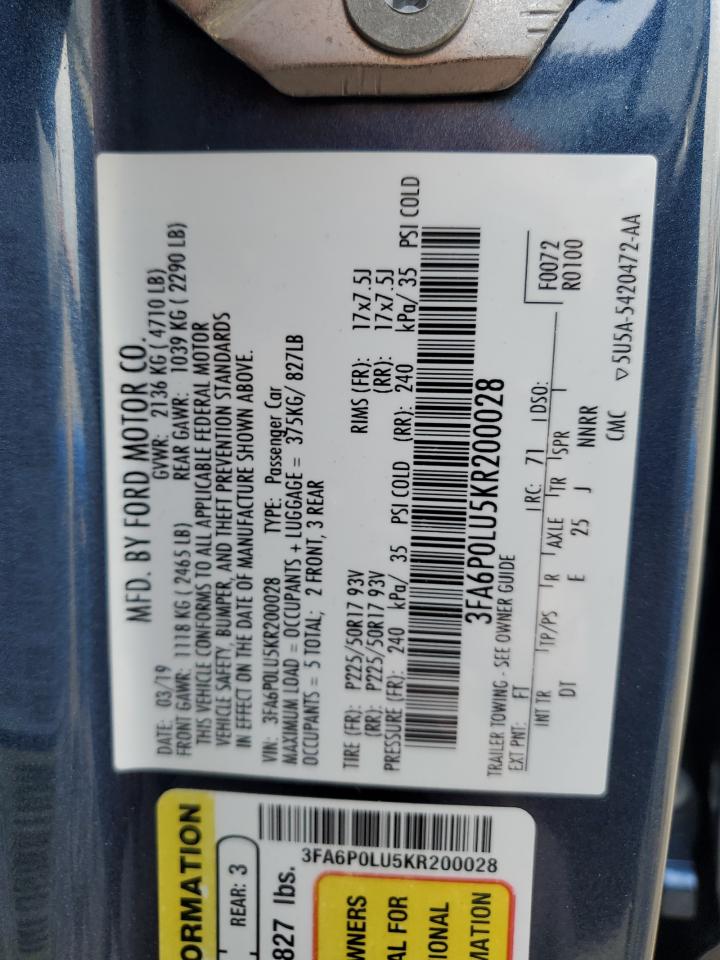 MFD. BY FORD MOTOR CO.
DATE: 03/19 GVWR: 2136 KG ( 4710 LB)
FRONT GAWR: 1118 KG ( 2465 LB) REAR GAWR: 1039 KG ( 2290 LB)
THIS VEHICLE CONFORMS TO ALL APPLICABLE FEDERAL MOTOR
VEHICLE SAFETY, BUMPER, AND THEFT PREVENTION STANDARDS
IN EFFECT ON THE DATE OF MANUFACTURE SHOWN ABOVE.
VIN: 3FA6P0LU5KR200028 TYPE: Passenger Car
MAXIMUM LOAD = OCCUPANTS + LUGGAGE = 375KG/ 827LB
OCCUPANTS = 5 TOTAL; 2 FRONT, 3 REAR
TIRE (FR): P225/50R17 93V RIMS (FR): 17x7.5J
(RR): P225/50R17 93V (RR): 17x7.5J
PRESSURE (FR): 240 kPa/ 35 PSI COLD (RR): 240 kPa/ 35 PSI COLD
3FA6P0LU5KR200028
TRAILER TOWING - SEE OWNER GUIDE
EXT PNT: FT RC: 71 DSO: F0072
R0100
INT TR TP/PS R AXLE TR SPR
DT E 25 J NNRR
CMC ▽5U5A-5420472-AA
ORMATION
REAR: 3
827 lbs.
3FA6P0LU5KR200028
WNERS
AL FOR
IONAL
MATION